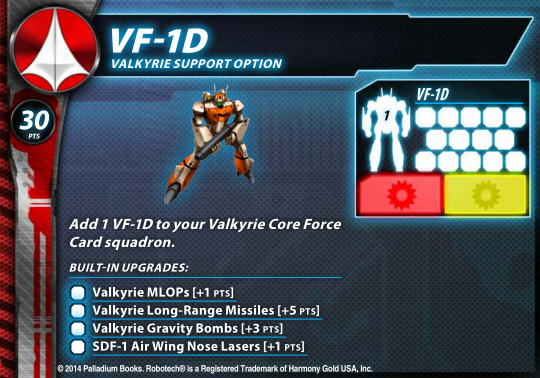 VF-1D
VALKYRIE SUPPORT OPTION
30
PTS
VF-1D
1
Add 1 VF-1D to your Valkyrie Core Force
Card squadron.
BUILT-IN UPGRADES:
Valkyrie MLOPs [+1 PTS]
Valkyrie Long-Range Missiles [+5 PTS]
Valkyrie Gravity Bombs [+3 PTS]
SDF-1 Air Wing Nose Lasers [+1 PTS]
© 2014 Palladium Books. Robotech® is a Registered Trademark of Harmony Gold USA, Inc.